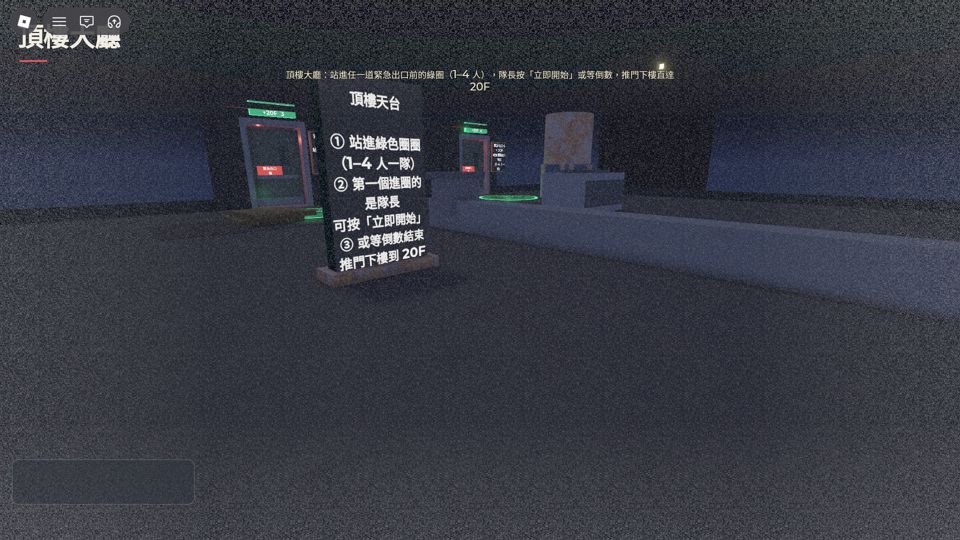 頂樓大廳
頂樓大廳：站進任一道緊急出口前的綠圈（1–4 人），隊長按「立即開始」或等倒數，推門下樓直達
20F
頂樓天台
① 站進綠色圈圈
（1–4 人一隊）
② 第一個進圈的
是隊長
可按「立即開始」
③ 或等倒數結束
推門下樓到 20F